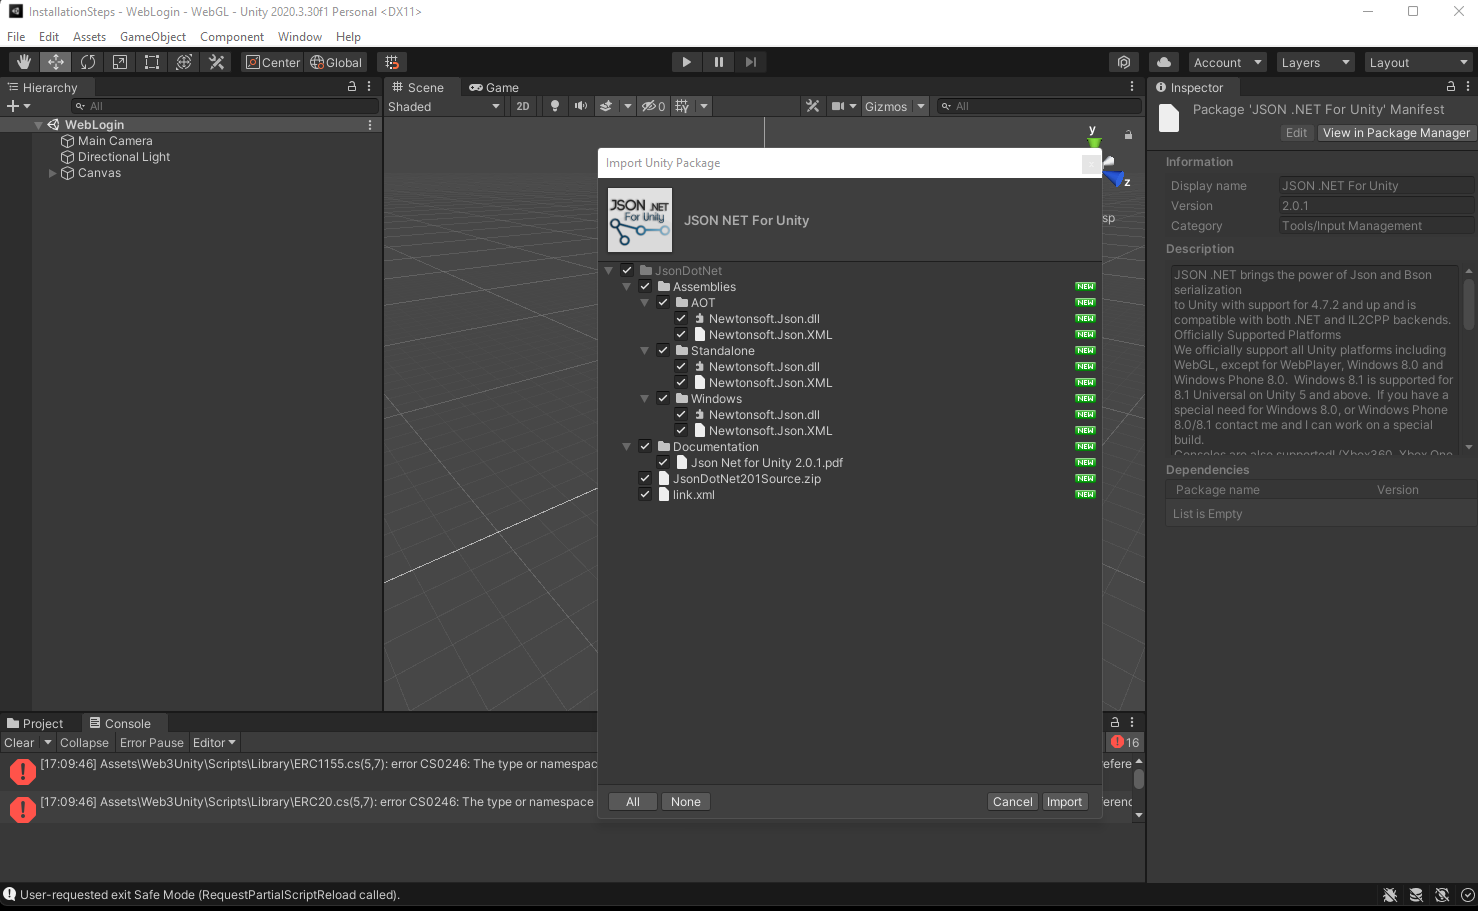 InstallationSteps - WebLogin - WebGL - Unity 2020.3.30f1 Personal <DX11>
File Edit Assets GameObject Component Window Help
Center Global Account Layers Layout
Hierarchy
All
WebLogin
Main Camera
Directional Light
Canvas
Scene Game
Shaded 2D 0 Gizmos All
y
z
sp
Import Unity Package
JSON .NET
For Unity
JSON NET For Unity
JsonDotNet
Assemblies NEW
AOT NEW
Newtonsoft.Json.dll NEW
Newtonsoft.Json.XML NEW
Standalone NEW
Newtonsoft.Json.dll NEW
Newtonsoft.Json.XML NEW
Windows NEW
Newtonsoft.Json.dll NEW
Newtonsoft.Json.XML NEW
Documentation NEW
Json Net for Unity 2.0.1.pdf NEW
JsonDotNet201Source.zip NEW
link.xml NEW
All None Cancel Import
Inspector
Package 'JSON .NET For Unity' Manifest
Edit View in Package Manager
Information
Display name JSON .NET For Unity
Version 2.0.1
Category Tools/Input Management
Description
JSON .NET brings the power of Json and Bson
serialization
to Unity with support for 4.7.2 and up and is
compatible with both .NET and IL2CPP backends.
Officially Supported Platforms
We officially support all Unity platforms including
WebGL, except for WebPlayer, Windows 8.0 and
Windows Phone 8.0. Windows 8.1 is supported for
8.1 Universal on Unity 5 and above. If you have a
special need for Windows 8.0, or Windows Phone
8.0/8.1 contact me and I can work on a special
build.
Consoles are also supported! (Xbox360, Xbox One
Dependencies
Package name Version
List is Empty
Project Console
Clear Collapse Error Pause Editor 16
[17:09:46] Assets\Web3Unity\Scripts\Library\ERC1155.cs(5,7): error CS0246: The type or namespac efere
[17:09:46] Assets\Web3Unity\Scripts\Library\ERC20.cs(5,7): error CS0246: The type or namespace erenc
User-requested exit Safe Mode (RequestPartialScriptReload called).